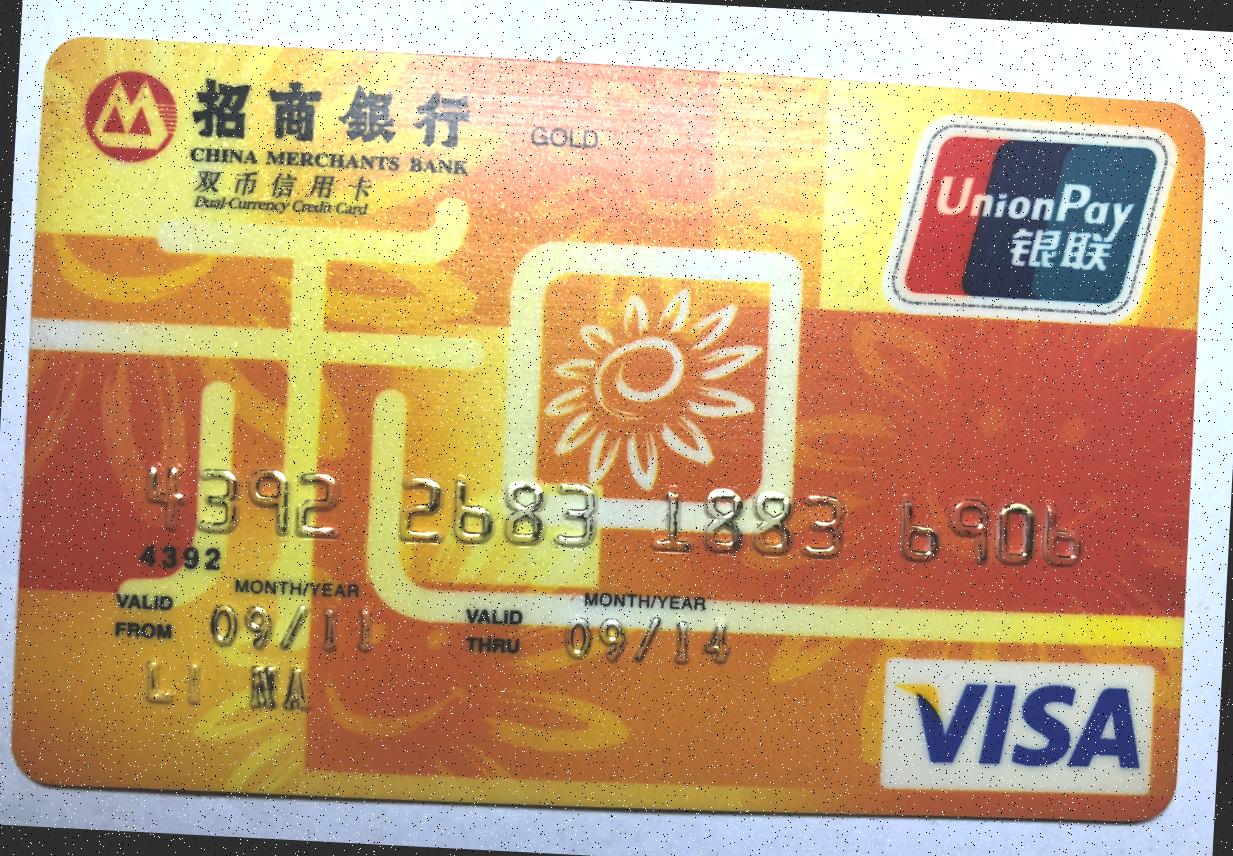 招商银行 GOLD
CHINA MERCHANTS BANK
双币信用卡
Dual-Currency Credit Card
UnionPay
银联
4392 2683 1883 6906
4392
MONTH/YEAR MONTH/YEAR
VALID FROM 09/11 VALID THRU 09/14
LI NA
VISA